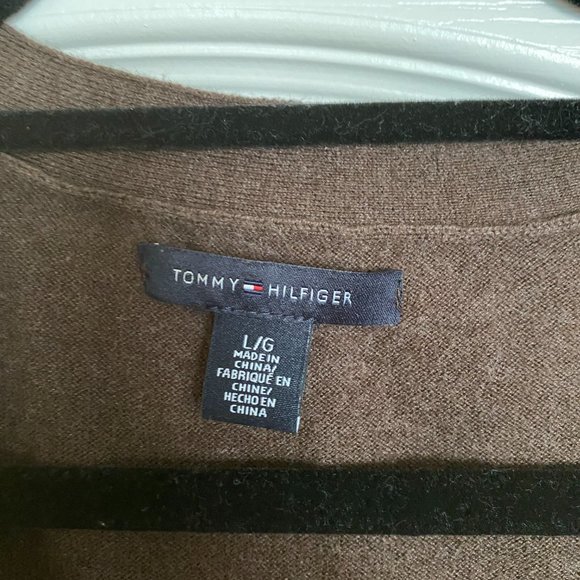 TOMMY HILFIGER
L/G
MADE IN
CHINA/
FABRIQUÉ EN
CHINE/
HECHO EN
CHINA